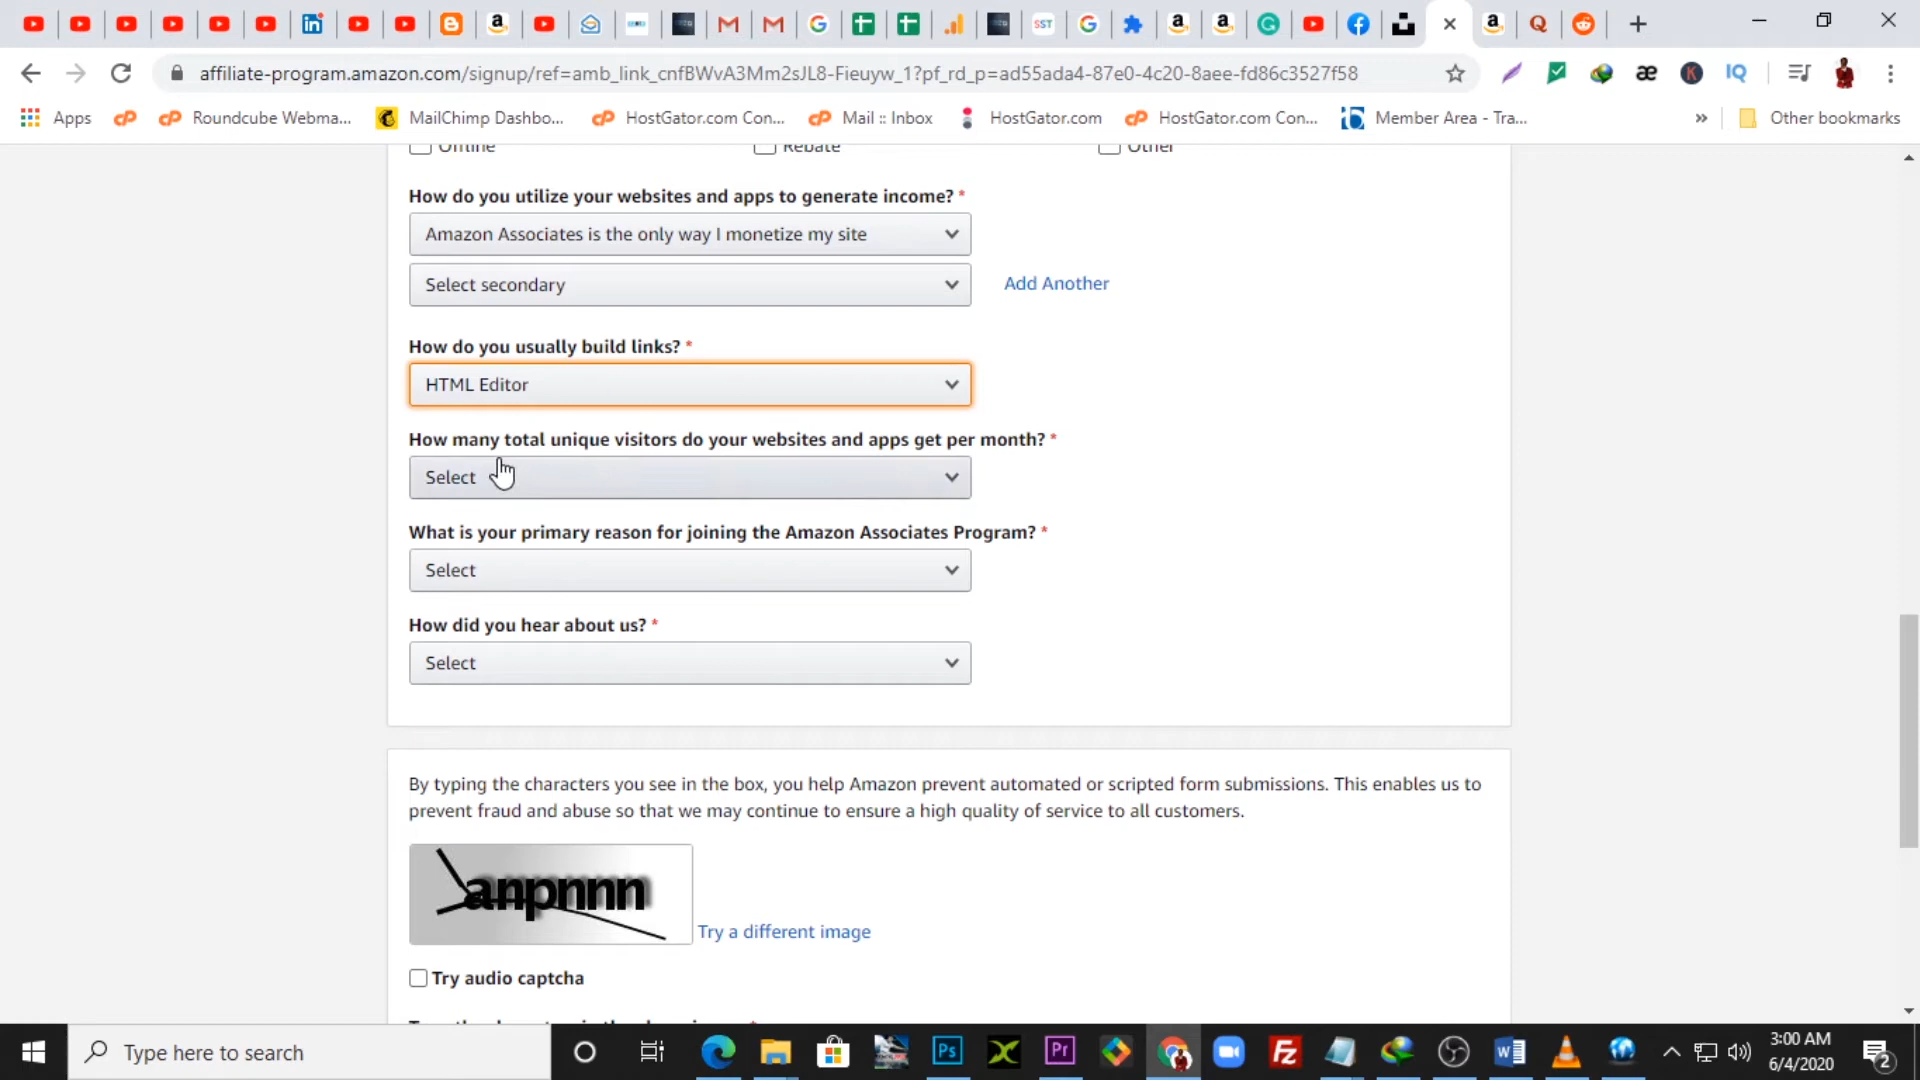 affiliate-program.amazon.com/signup/ref=amb_link_cnfBWvA3Mm2sJL8-Fieuyw_1?pf_rd_p=ad55ada4-87e0-4c20-8aee-fd86c3527f58
Apps
Roundcube Webma...
MailChimp Dashbo...
HostGator.com Con...
Mail :: Inbox
HostGator.com
HostGator.com Con...
Member Area - Tra...
»
Other bookmarks
Offline
Rebate
Other
How do you utilize your websites and apps to generate income? *
Amazon Associates is the only way I monetize my site
Select secondary
Add Another
How do you usually build links? *
HTML Editor
How many total unique visitors do your websites and apps get per month? *
Select
What is your primary reason for joining the Amazon Associates Program? *
Select
How did you hear about us? *
Select
By typing the characters you see in the box, you help Amazon prevent automated or scripted form submissions. This enables us to
prevent fraud and abuse so that we may continue to ensure a high quality of service to all customers.
anpnnn
Try a different image
Try audio captcha
Type here to search
3:00 AM
6/4/2020
2